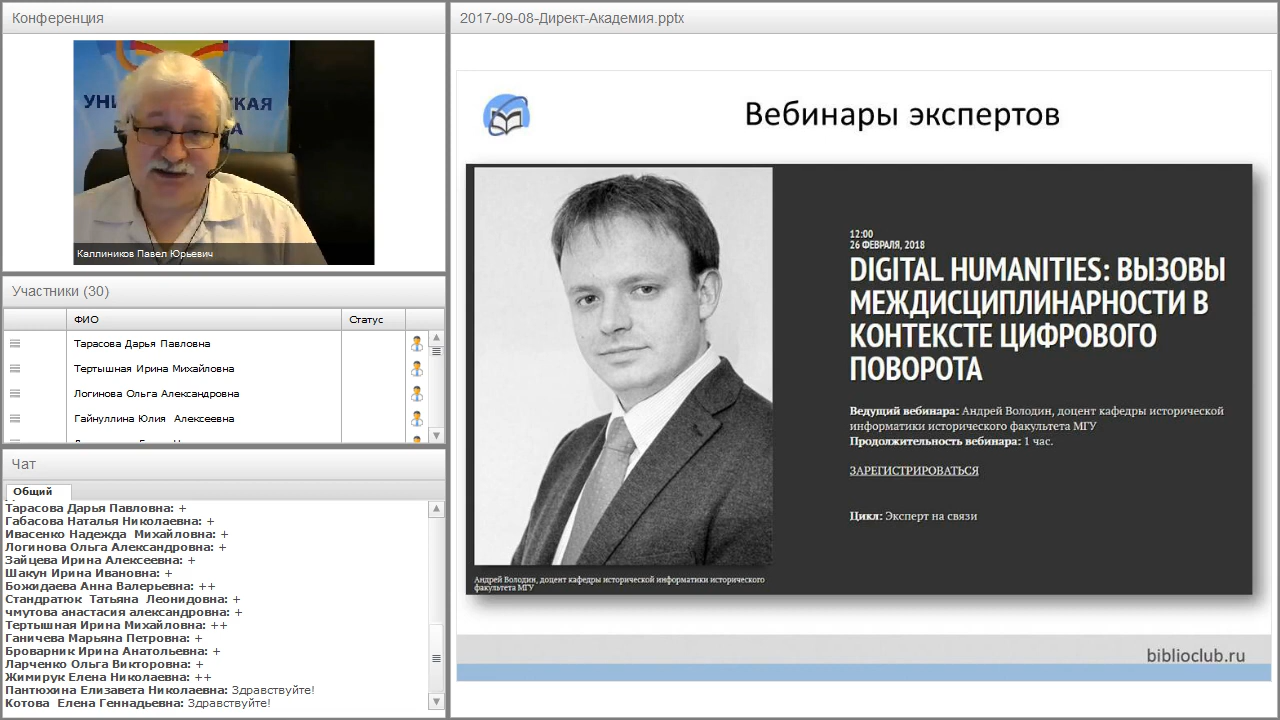 Конференция
Каллиников Павел Юрьевич
Участники (30)
ФИО
Статус
Тарасова Дарья Павловна
Тертышная Ирина Михайловна
Логинова Ольга Александровна
Гайнуллина Юлия Алексеевна
Чат
Общий
Тарасова Дарья Павловна: +
Габасова Наталья Николаевна: +
Ивасенко Надежда Михайловна: +
Логинова Ольга Александровна: +
Зайцева Ирина Алексеевна: +
Шакун Ирина Ивановна: +
Божидаева Анна Валерьевна: ++
Стандратюк Татьяна Леонидовна: +
чмутова анастасия александровна: +
Тертышная Ирина Михайловна: ++
Ганичева Марьяна Петровна: +
Броварник Ирина Анатольевна: +
Ларченко Ольга Викторовна: +
Жимирук Елена Николаевна: ++
Пантюхина Елизавета Николаевна: Здравствуйте!
Котова Елена Геннадьевна: Здравствуйте!
2017-09-08-Директ-Академия.pptx
Вебинары экспертов
12:00
26 ФЕВРАЛЯ, 2018
DIGITAL HUMANITIES: ВЫЗОВЫ
МЕЖДИСЦИПЛИНАРНОСТИ В
КОНТЕКСТЕ ЦИФРОВОГО
ПОВОРОТА
Ведущий вебинара: Андрей Володин, доцент кафедры исторической
информатики исторического факультета МГУ
Продолжительность вебинара: 1 час.
ЗАРЕГИСТРИРОВАТЬСЯ
Цикл: Эксперт на связи
Андрей Володин, доцент кафедры исторической информатики исторического
факультета МГУ
biblioclub.ru